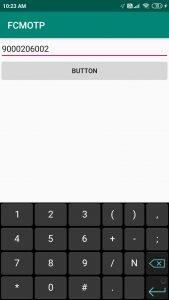 10:23 AM
FCMOTP
9000206002
BUTTON
1 2 3 ( ) ,
4 5 6 + - ;
7 8 9 / N
* 0 # .